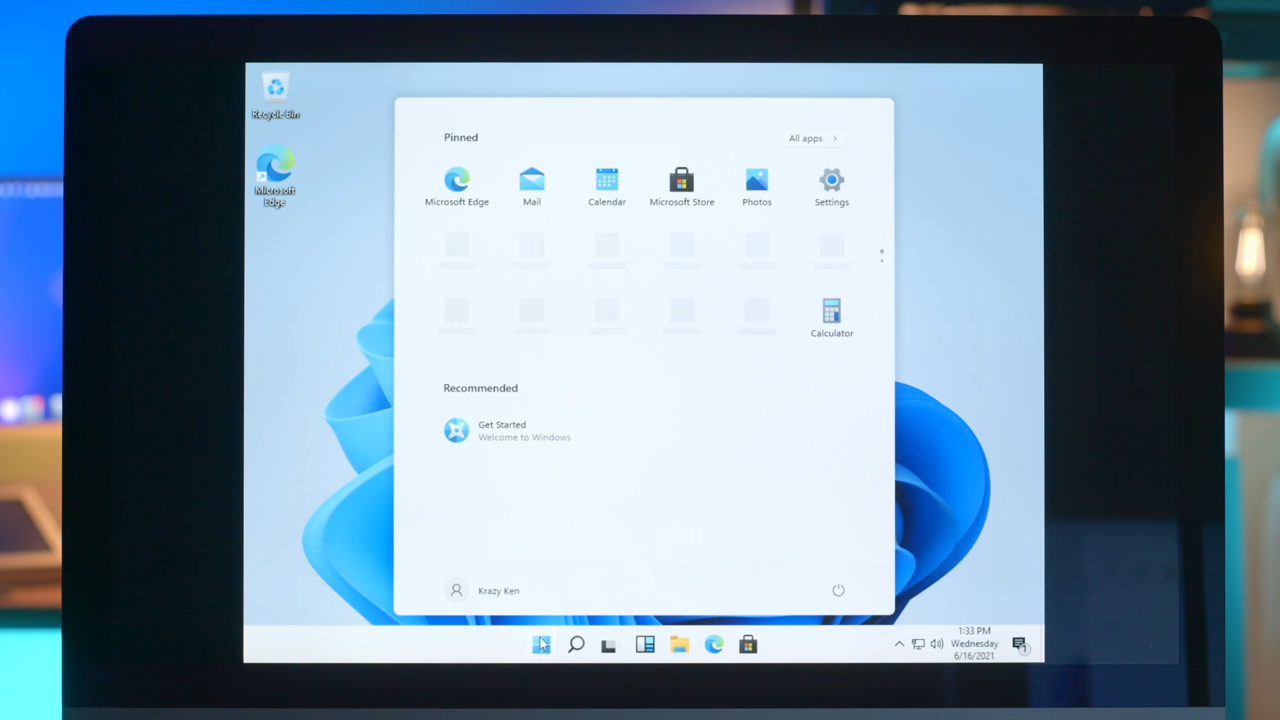 Recycle Bin
Microsoft
Edge
Pinned
All apps
Microsoft Edge
Mail
Calendar
Microsoft Store
Photos
Settings
Calculator
Recommended
Get Started
Welcome to Windows
Krazy Ken
1:33 PM
Wednesday
6/16/2021
1